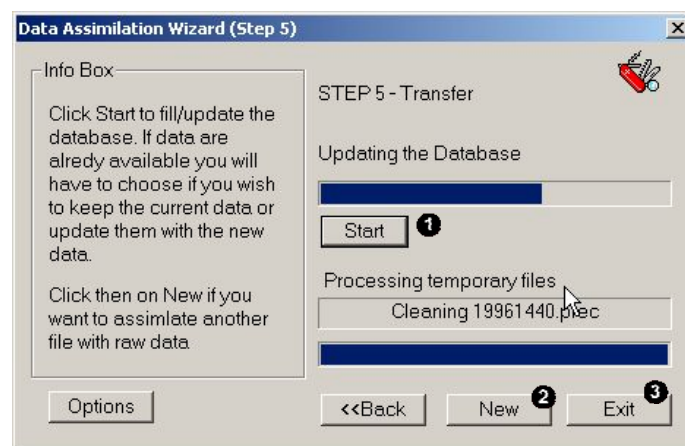 Data Assimilation Wizard (Step 5)
Info Box
Click Start to fill/update the
database. If data are
alredy available you will
have to choose if you wish
to keep the current data or
update them with the new
data.
Click then on New if you
want to assimlate another
file with raw data
Options
STEP 5 - Transfer
Updating the Database
Start 1
Processing temporary files
Cleaning 19961440.prec
<<Back New 2 Exit 3